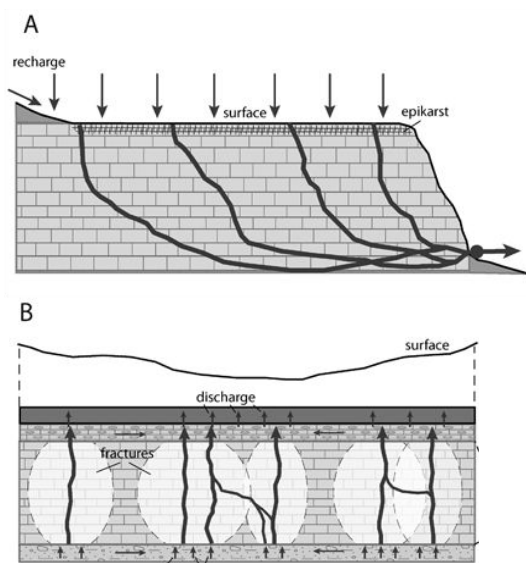 A
recharge
surface
epikarst
B
surface
discharge
fractures